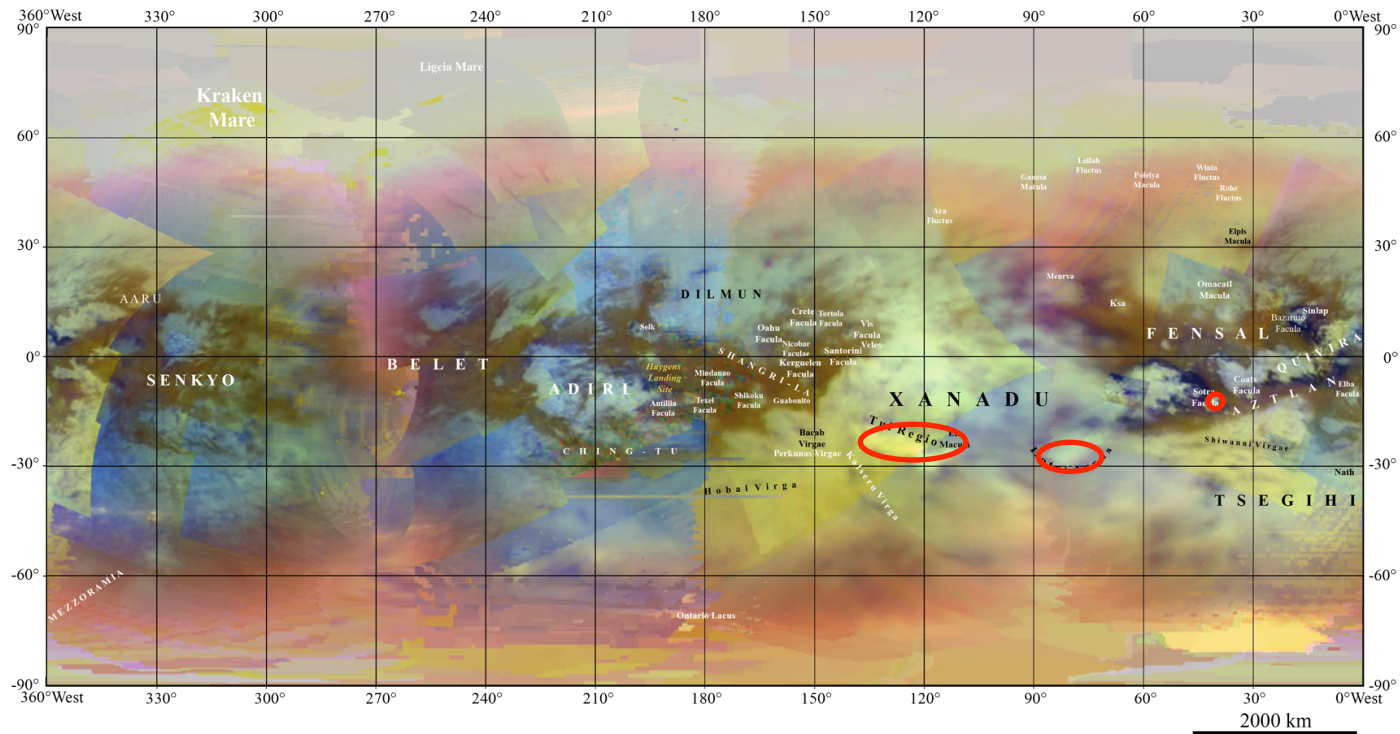 360°West 330° 300° 270° 240° 210° 180° 150° 120° 90° 60° 30° 0°West
90° 90°
Ligeia Mare
Kraken
Mare
60° 60°
Leilah
Fluctus
Winia
Fluctus
Ganesa
Macula
Polelya
Macula
Rohe
Fluctus
Ara
Fluctus
Elpis
Macula
30° 30°
Menrva
Omacatl
Macula
AARU
DILMUN
Ksa
Crete
Facula
Tortola
Facula
Sinlap
Bazaruto
Facula
Selk
Oahu
Facula
Vis
Facula
Veles
FENSAL
Nicobar
Faculae
Santorini
Facula
QUIVIRA
0° 0°
SHANGRI-LA
Kerguelen
Facula
BELET
Huygens
Landing
Site
Mindanao
Facula
SENKYO
ADIRI
Coats
Facula
Elba
Facula
Antillia
Facula
Texel
Facula
Shikoku
Facula
Guabonito
XANADU
Sotra
Facula
AZTLAN
Tui Regio
Bacab
Virgae
Macula
Perkunas Virgae
Shiwanni Virgae
CHING-TU
-30° -30°
Nath
Hobal Virga
Kaiseru Virga
TSEGIHI
-60° -60°
MEZZORAMIA
Ontario Lacus
-90° -90°
360°West 330° 300° 270° 240° 210° 180° 150° 120° 90° 60° 30° 0°West
2000 km